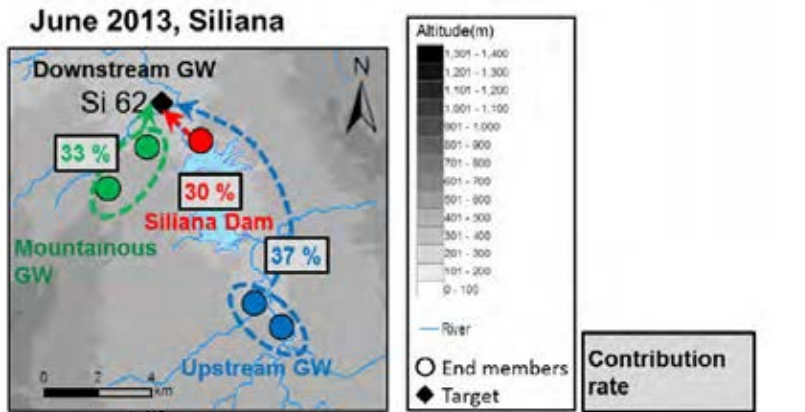 June 2013, Siliana
Downstream GW
N
Si 62
33 %
30 %
Siliana Dam
Mountainous
GW
37 %
Upstream GW
0 2 4 km
Altitude(m)
1,301 - 1,400
1,201 - 1,300
1,101 - 1,200
1,001 - 1,100
901 - 1,000
801 - 900
701 - 800
601 - 700
501 - 600
401 - 500
301 - 400
201 - 300
101 - 200
0 - 100
River
End members
Target
Contribution
rate